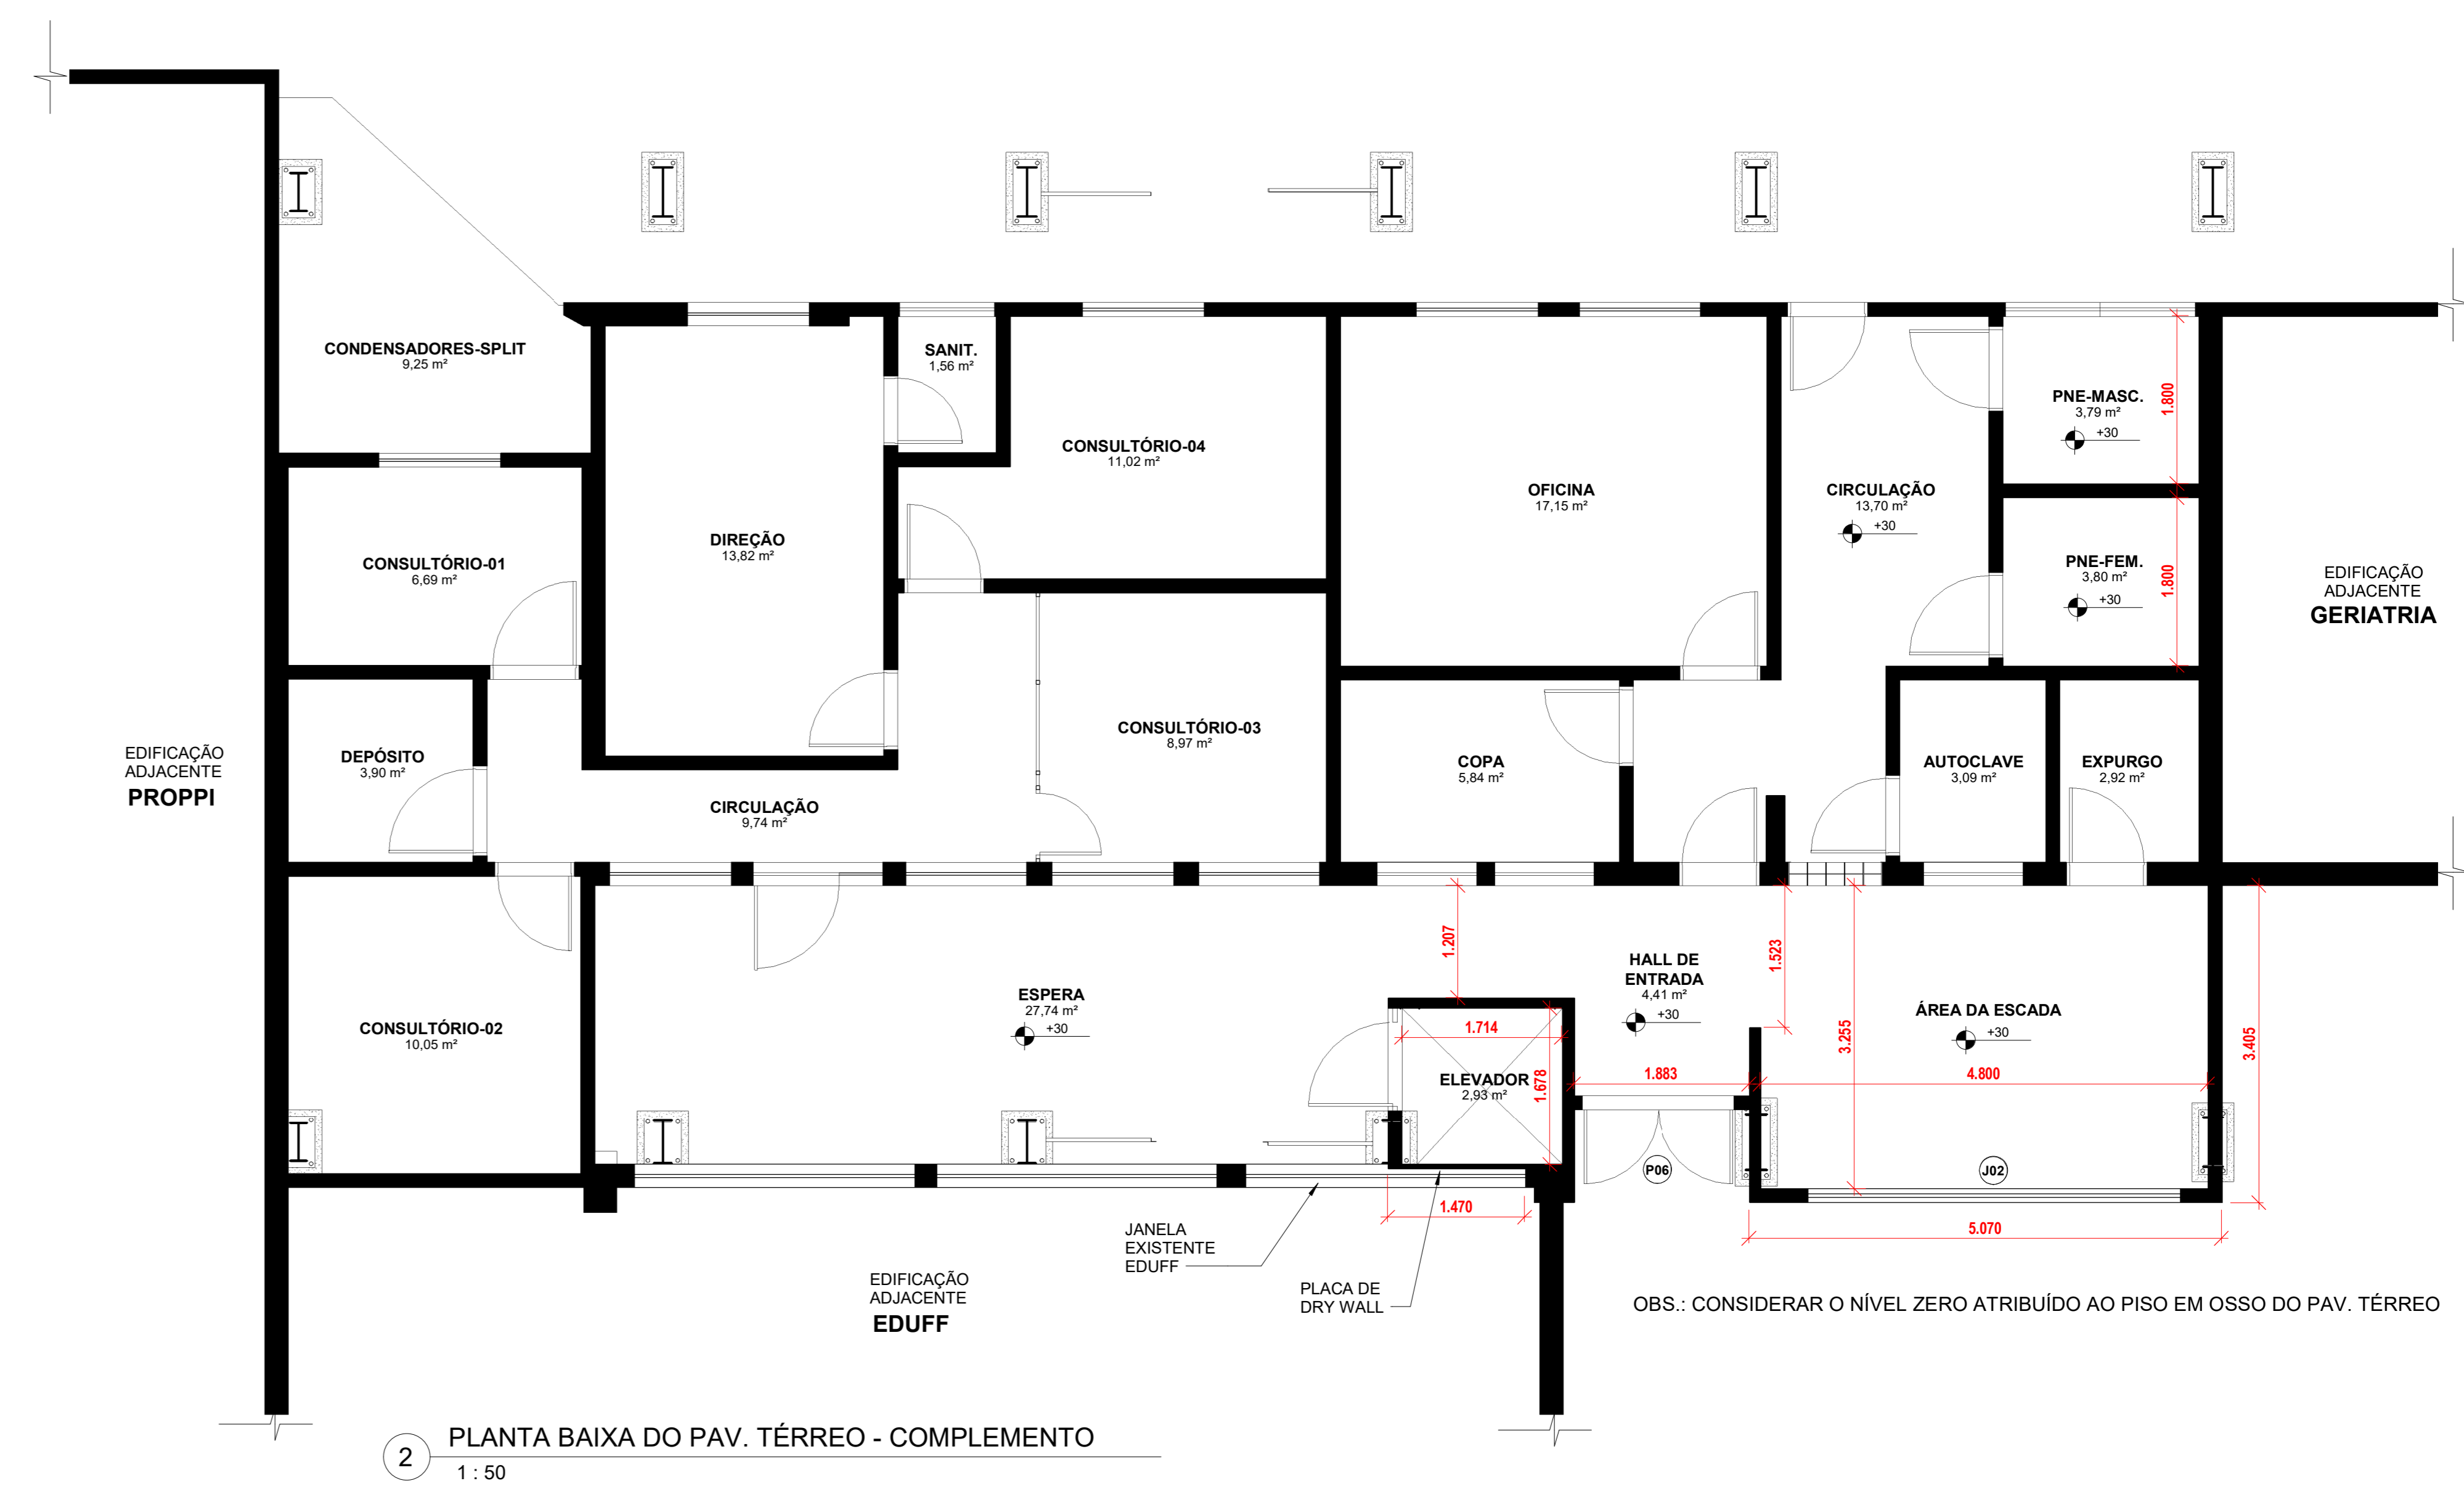 CONDENSADORES-SPLIT
9,25 m²
SANIT.
1,56 m²
CONSULTÓRIO-04
11,02 m²
OFICINA
17,15 m²
CIRCULAÇÃO
13,70 m²
+30
PNE-MASC.
3,79 m²
+30
1.800
PNE-FEM.
3,80 m²
+30
1.800
EDIFICAÇÃO
ADJACENTE
GERIATRIA
DIREÇÃO
13,82 m²
CONSULTÓRIO-01
6,69 m²
EDIFICAÇÃO
ADJACENTE
PROPPI
DEPÓSITO
3,90 m²
CIRCULAÇÃO
9,74 m²
CONSULTÓRIO-03
8,97 m²
COPA
5,84 m²
AUTOCLAVE
3,09 m²
EXPURGO
2,92 m²
CONSULTÓRIO-02
10,05 m²
ESPERA
27,74 m²
+30
1.207
1.714
ELEVADOR
2,93 m²
1.678
1.470
HALL DE
ENTRADA
4,41 m²
+30
1.523
1.883
P06
3.255
ÁREA DA ESCADA
+30
4.800
3.405
J02
5.070
JANELA
EXISTENTE
EDUFF
PLACA DE
DRY WALL
EDIFICAÇÃO
ADJACENTE
EDUFF
OBS.: CONSIDERAR O NÍVEL ZERO ATRIBUÍDO AO PISO EM OSSO DO PAV. TÉRREO
2
PLANTA BAIXA DO PAV. TÉRREO - COMPLEMENTO
1 : 50